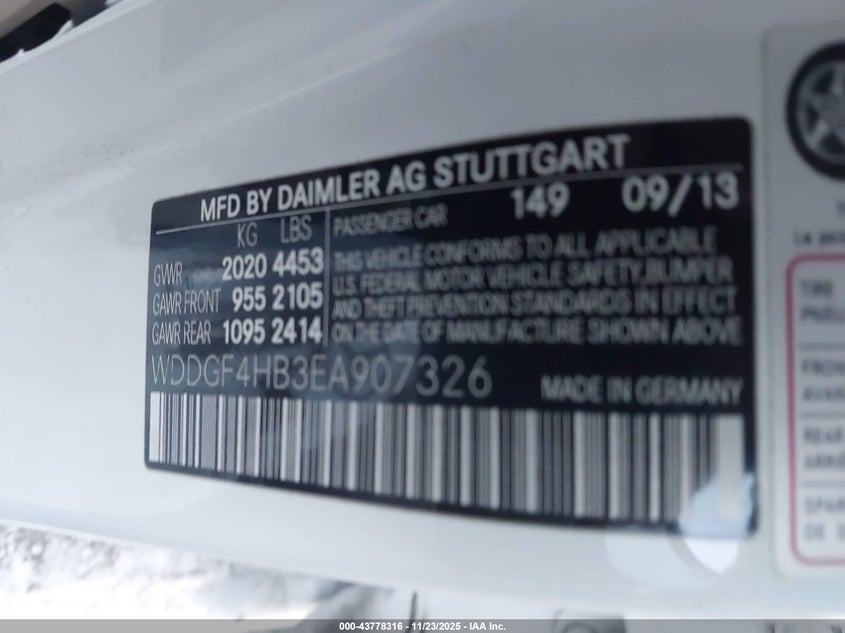 MFD BY DAIMLER AG STUTTGART
KG LBS PASSENGER CAR 149 09/13
GVWR 2020 4453
GAWR FRONT 955 2105
GAWR REAR 1095 2414
THIS VEHICLE CONFORMS TO ALL APPLICABLE
U.S. FEDERAL MOTOR VEHICLE SAFETY, BUMPER
AND THEFT PREVENTION STANDARDS IN EFFECT
ON THE DATE OF MANUFACTURE SHOWN ABOVE
WDDGF4HB3EA907326 MADE IN GERMANY
TIRE
REAR
000-43778316 - 11/23/2025 - IAA Inc.